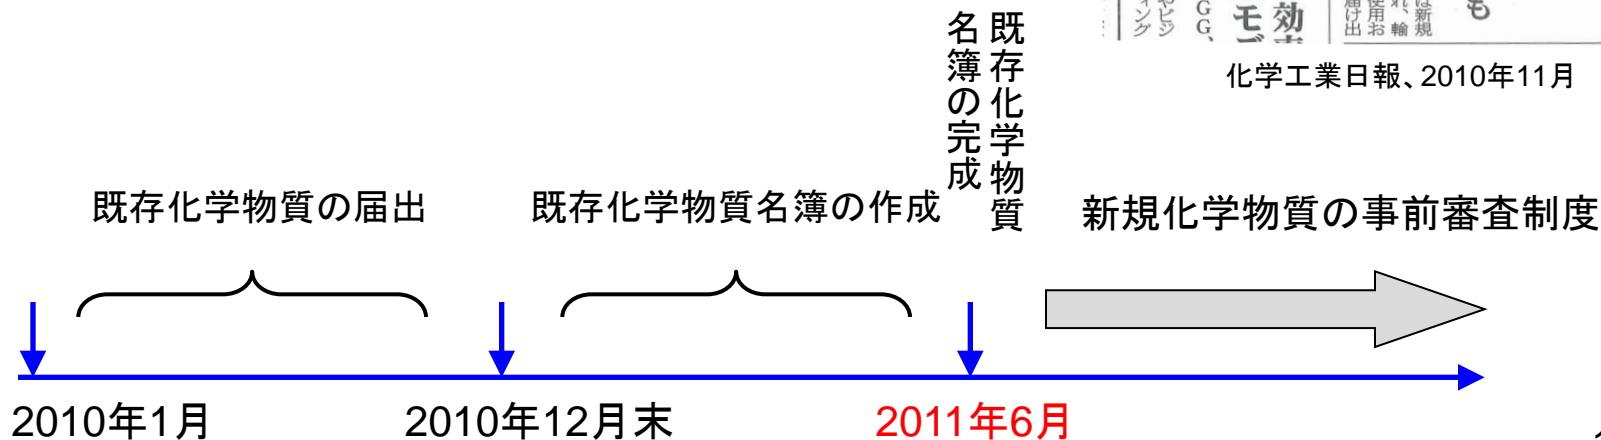 も
効
モデ
化学工業日報、2010年11月
既存化学物質
名簿の完成
既存化学物質の届出
既存化学物質名簿の作成
新規化学物質の事前審査制度
2010年1月
2010年12月末
2011年6月